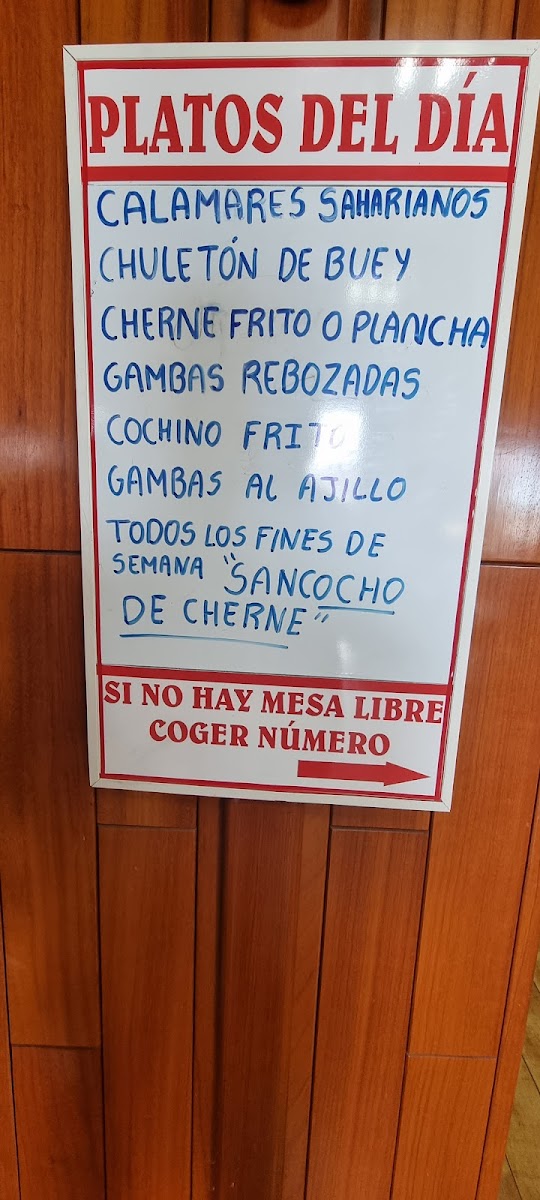 PLATOS DEL DÍA
CALAMARES SAHARIANOS
CHULETÓN DE BUEY
CHERNE FRITO O PLANCHA
GAMBAS REBOZADAS
COCHINO FRITO
GAMBAS AL AJILLO
TODOS LOS FINES DE
SEMANA "SANCOCHO
DE CHERNE"
SI NO HAY MESA LIBRE
COGER NÚMERO